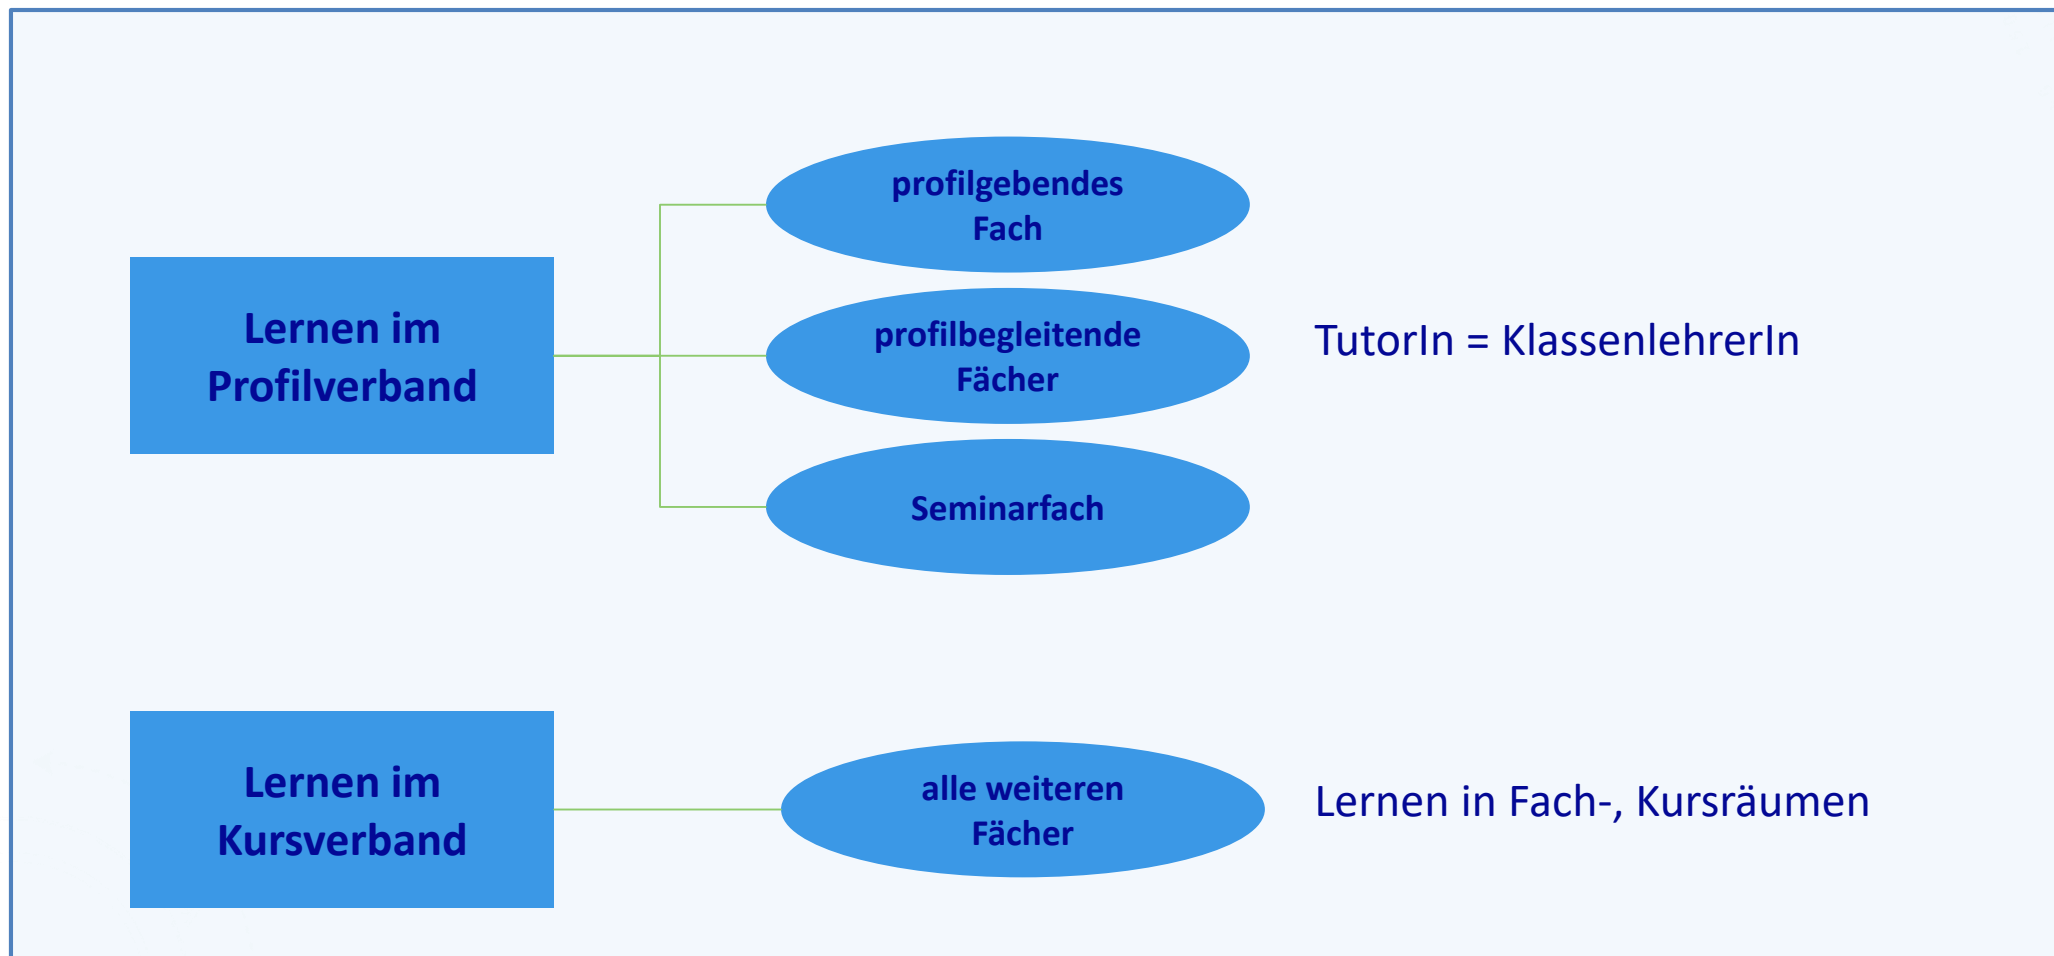 profilgebendes
Fach
Lernen im
Profilverband
profilbegleitende
Fächer
TutorIn = KlassenlehrerIn
Seminarfach
Lernen im
Kursverband
alle weiteren
Fächer
Lernen in Fach-, Kursräumen